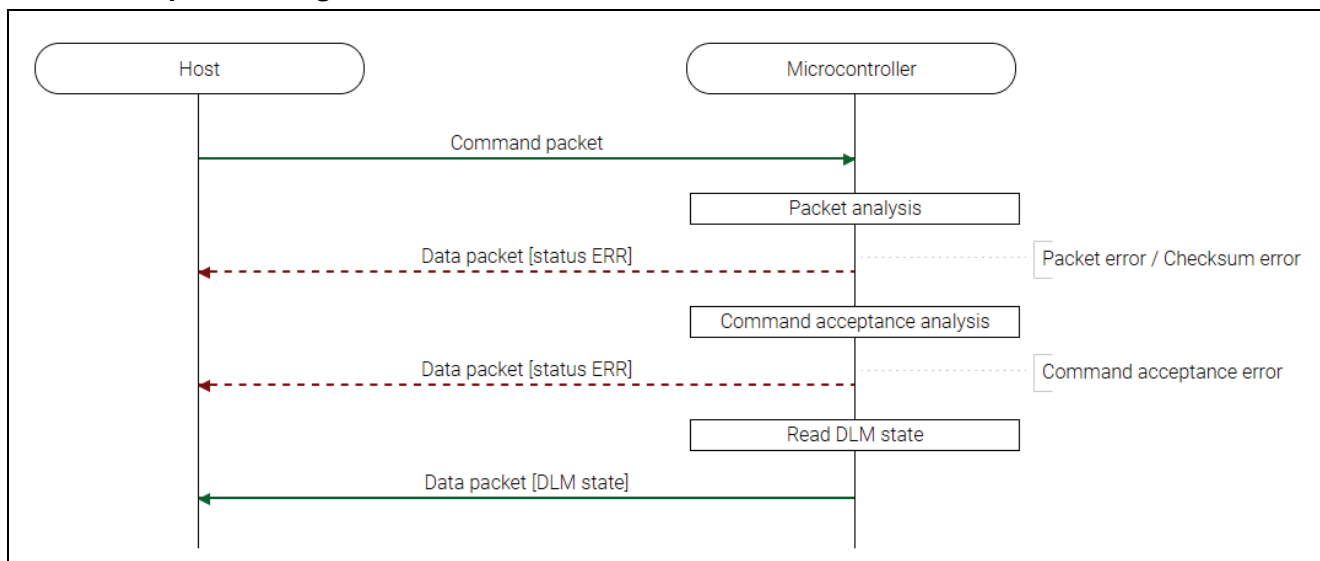 Host
Microcontroller
Command packet
Packet analysis
Data packet [status ERR]
Packet error / Checksum error
Command acceptance analysis
Data packet [status ERR]
Command acceptance error
Read DLM state
Data packet [DLM state]